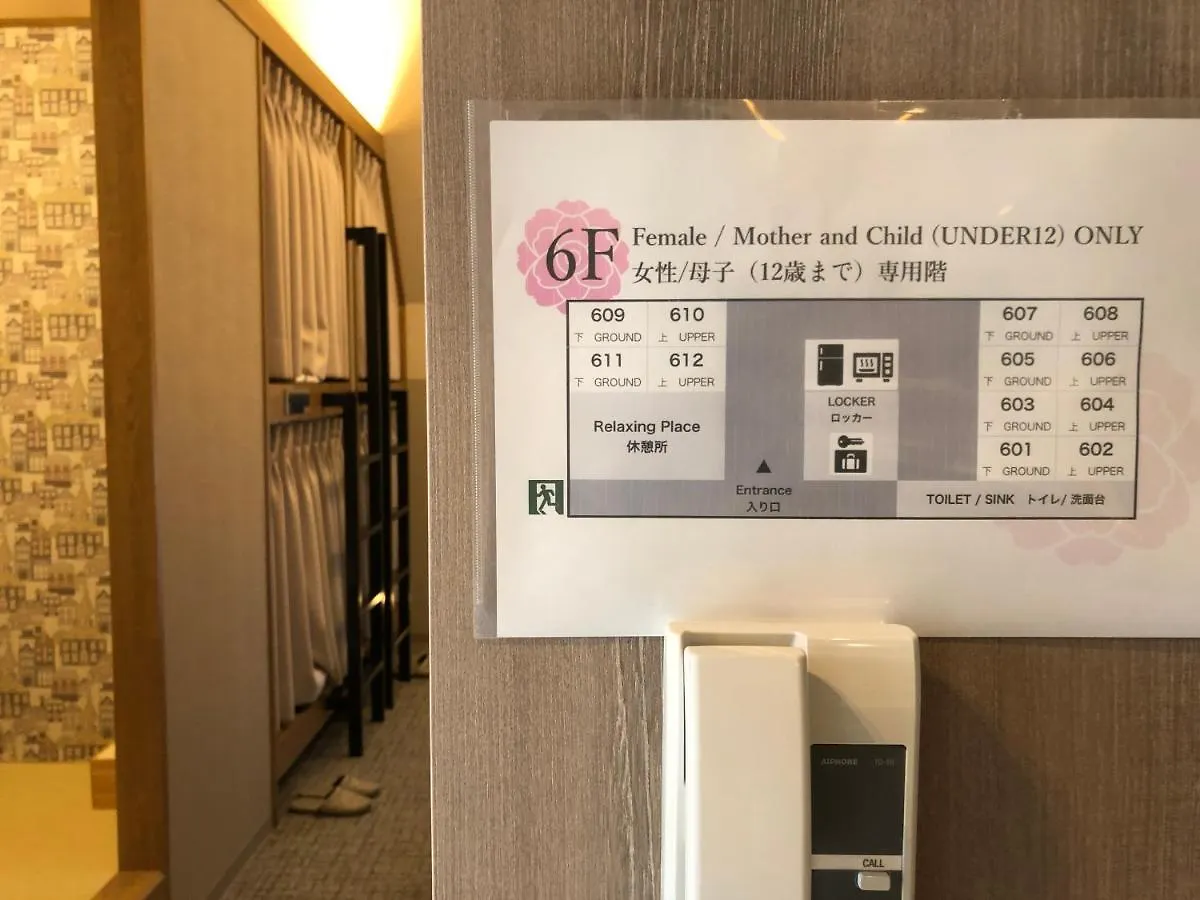 6F
Female / Mother and Child (UNDER12) ONLY
女性/母子（12歳まで）専用階
609 610
下 GROUND 上 UPPER
611 612
下 GROUND 上 UPPER
Relaxing Place
休憩所
Entrance
入り口
LOCKER
ロッカー
607 608
下 GROUND 上 UPPER
605 606
下 GROUND 上 UPPER
603 604
下 GROUND 上 UPPER
601 602
下 GROUND 上 UPPER
TOILET / SINK トイレ/ 洗面台
AIPHONE
CALL